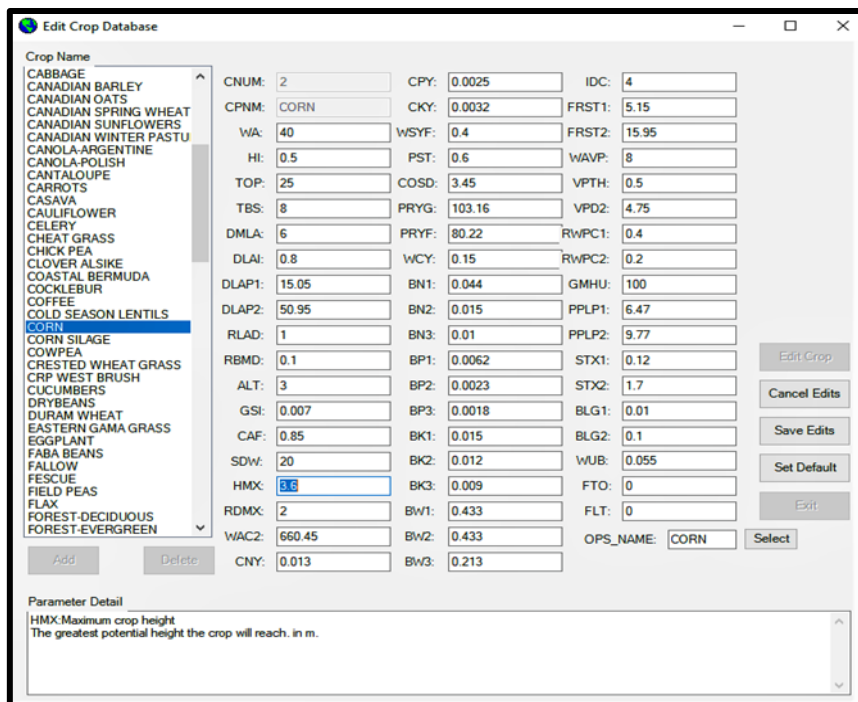 Edit Crop Database
Crop Name
CABBAGE
CANADIAN BARLEY
CANADIAN OATS
CANADIAN SPRING WHEAT
CANADIAN SUNFLOWERS
CANADIAN WINTER PASTU
CANOLA-ARGENTINE
CANOLA-POLISH
CANTALOUPE
CARROTS
CASAVA
CAULIFLOWER
CELERY
CHEAT GRASS
CHICK PEA
CLOVER ALSIKE
COASTAL BERMUDA
COCKLEBUR
COFFEE
COLD SEASON LENTILS
CORN
CORN SILAGE
COWPEA
CRESTED WHEAT GRASS
CRP WEST BRUSH
CUCUMBERS
DRYBEANS
DURAM WHEAT
EASTERN GAMA GRASS
EGGPLANT
FABA BEANS
FALLOW
FESCUE
FIELD PEAS
FLAX
FOREST-DECIDUOUS
FOREST-EVERGREEN
Add Delete
CNUM: 2 CPY: 0.0025 IDC: 4
CPNM: CORN CKY: 0.0032 FRST1: 5.15
WA: 40 WSYF: 0.4 FRST2: 15.95
HI: 0.5 PST: 0.6 WAVP: 8
TOP: 25 COSD: 3.45 VPTH: 0.5
TBS: 8 PRYG: 103.16 VPD2: 4.75
DMLA: 6 PRYF: 80.22 RWPC1: 0.4
DLAI: 0.8 WCY: 0.15 RWPC2: 0.2
DLAP1: 15.05 BN1: 0.044 GMHU: 100
DLAP2: 50.95 BN2: 0.015 PPLP1: 6.47
RLAD: 1 BN3: 0.01 PPLP2: 9.77
RBMD: 0.1 BP1: 0.0062 STX1: 0.12
ALT: 3 BP2: 0.0023 STX2: 1.7
GSI: 0.007 BP3: 0.0018 BLG1: 0.01
CAF: 0.85 BK1: 0.015 BLG2: 0.1
SDW: 20 BK2: 0.012 WUB: 0.055
HMX: 3.6 BK3: 0.009 FTO: 0
RDMX: 2 BW1: 0.433 FLT: 0
WAC2: 660.45 BW2: 0.433 OPS_NAME: CORN Select
CNY: 0.013 BW3: 0.213
Edit Crop
Cancel Edits
Save Edits
Set Default
Exit
Parameter Detail
HMX:Maximum crop height
The greatest potential height the crop will reach. in m.